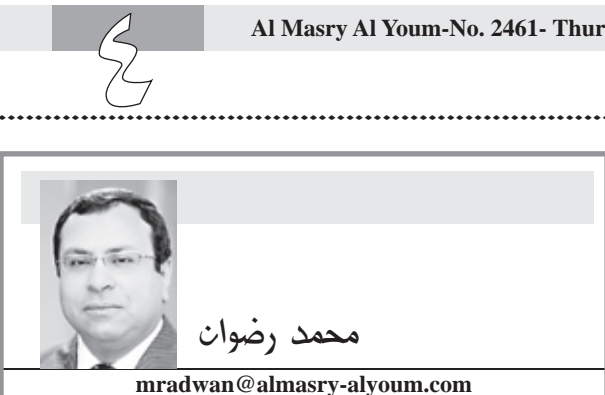 Al Masry Al Youm-No. 2461- Thur
٤
محمد رضوان
mradwan@almasry-alyoum.com